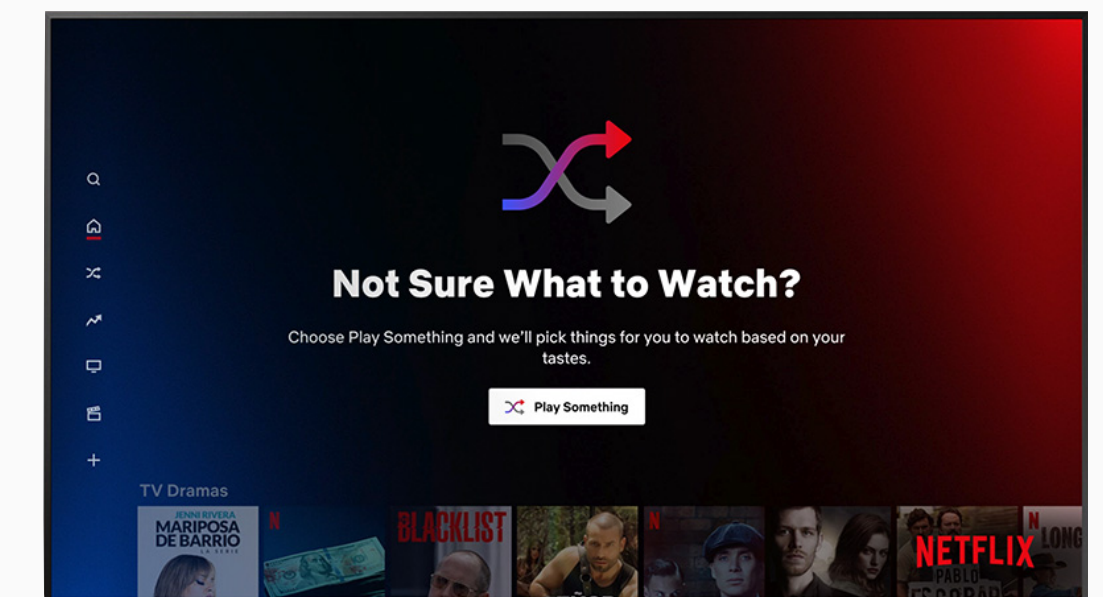 Not Sure What to Watch?
Choose Play Something and we'll pick things for you to watch based on your
tastes.
Play Something
TV Dramas
JENNI RIVERA
MARIPOSA
DE BARRIO
LA SERIE
N
BLACKLIST
N
NETFLIX
PABLO
ESCOBAR
N
LONG